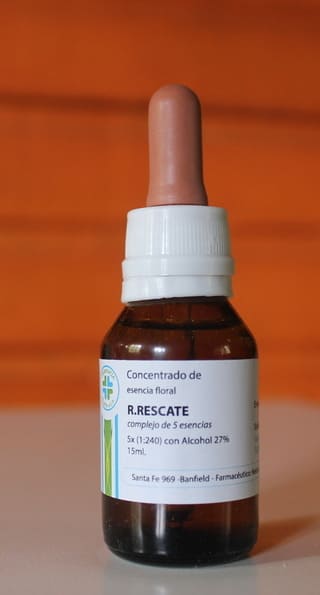 Concentrado de
esencia floral
R.RESCATE
complejo de 5 esencias
5x (1:240) con Alcohol 27%
15ml.
Santa Fe 969 -Banfield - Farmacéutico